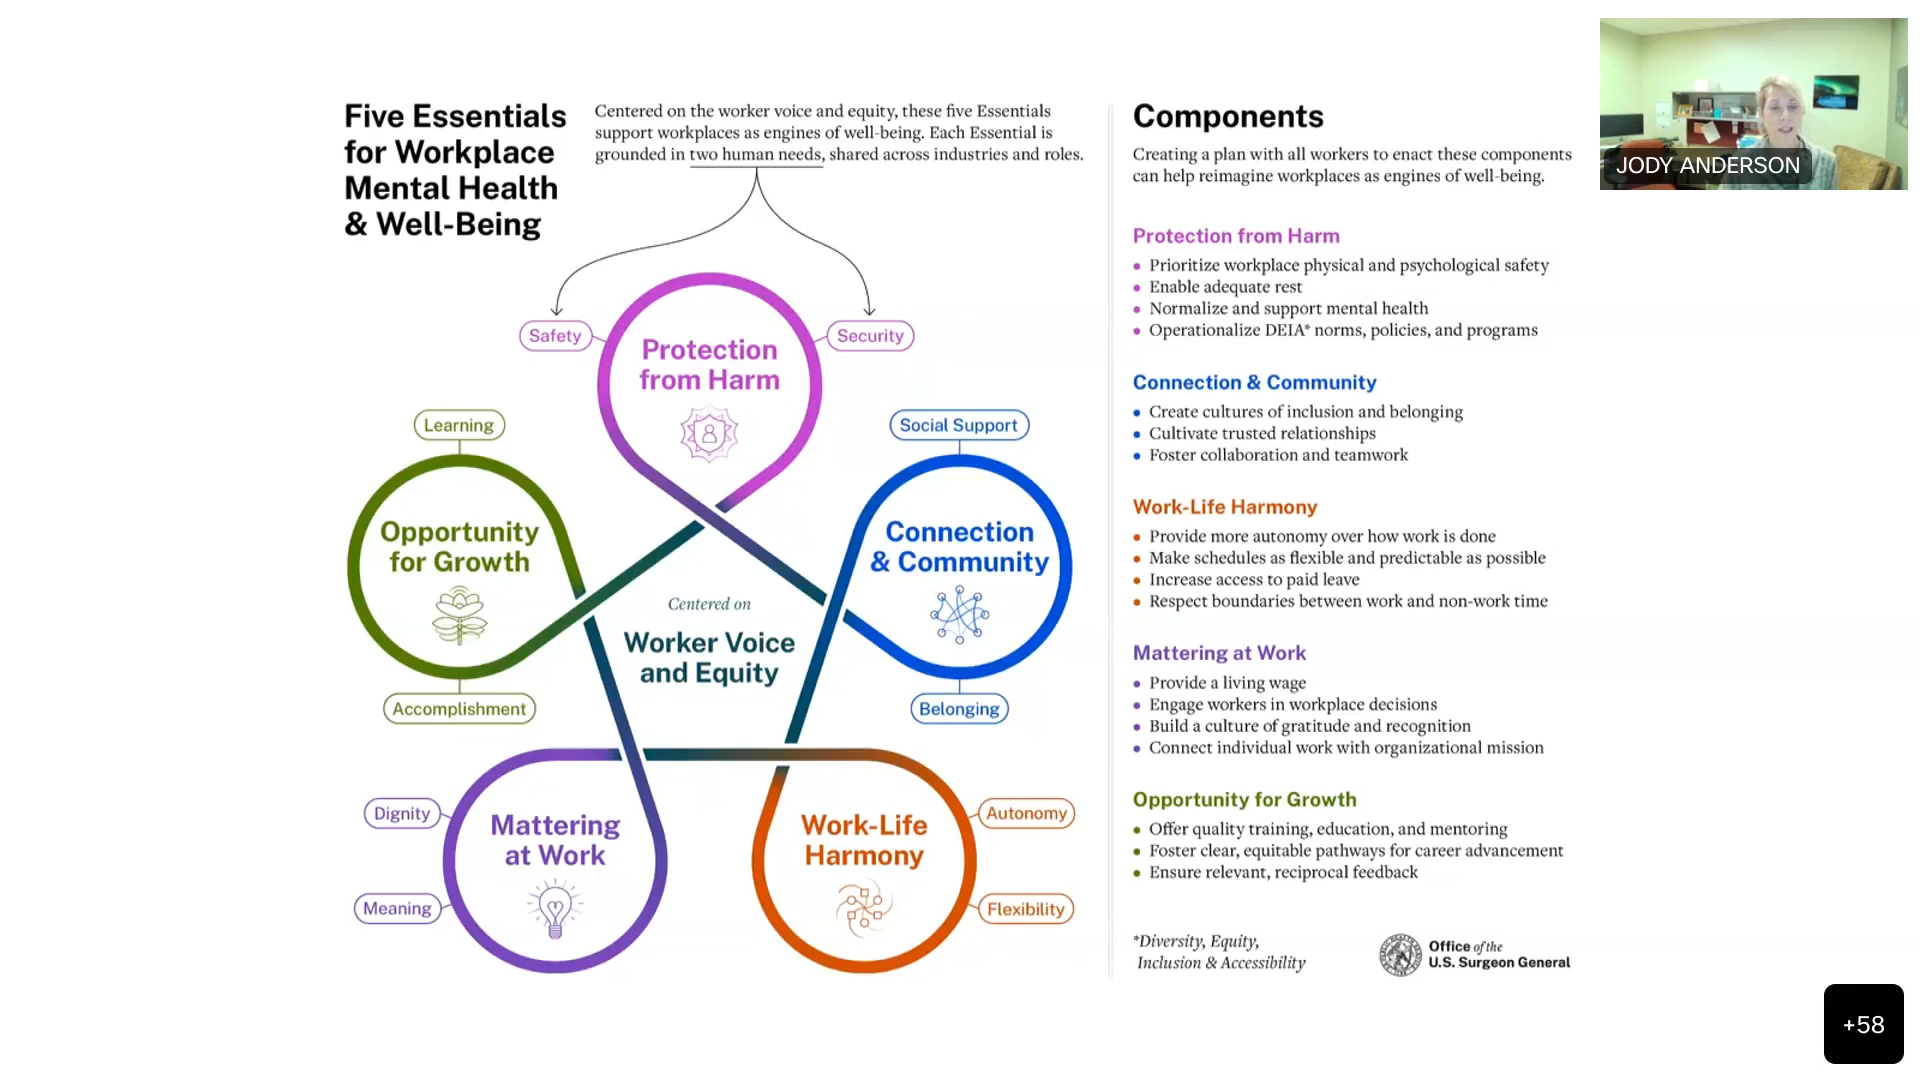 Five Essentials
for Workplace
Mental Health
& Well-Being
Centered on the worker voice and equity, these five Essentials
support workplaces as engines of well-being. Each Essential is
grounded in two human needs, shared across industries and roles.
Safety
Security
Protection
from Harm
Learning
Social Support
Opportunity
for Growth
Connection
& Community
Centered on
Worker Voice
and Equity
Accomplishment
Belonging
Dignity
Autonomy
Mattering
at Work
Work-Life
Harmony
Meaning
Flexibility
Components
Creating a plan with all workers to enact these components
can help reimagine workplaces as engines of well-being.
Protection from Harm
• Prioritize workplace physical and psychological safety
• Enable adequate rest
• Normalize and support mental health
• Operationalize DEIA* norms, policies, and programs
Connection & Community
• Create cultures of inclusion and belonging
• Cultivate trusted relationships
• Foster collaboration and teamwork
Work-Life Harmony
• Provide more autonomy over how work is done
• Make schedules as flexible and predictable as possible
• Increase access to paid leave
• Respect boundaries between work and non-work time
Mattering at Work
• Provide a living wage
• Engage workers in workplace decisions
• Build a culture of gratitude and recognition
• Connect individual work with organizational mission
Opportunity for Growth
• Offer quality training, education, and mentoring
• Foster clear, equitable pathways for career advancement
• Ensure relevant, reciprocal feedback
*Diversity, Equity,
Inclusion & Accessibility
Office of the
U.S. Surgeon General
JODY ANDERSON
+58